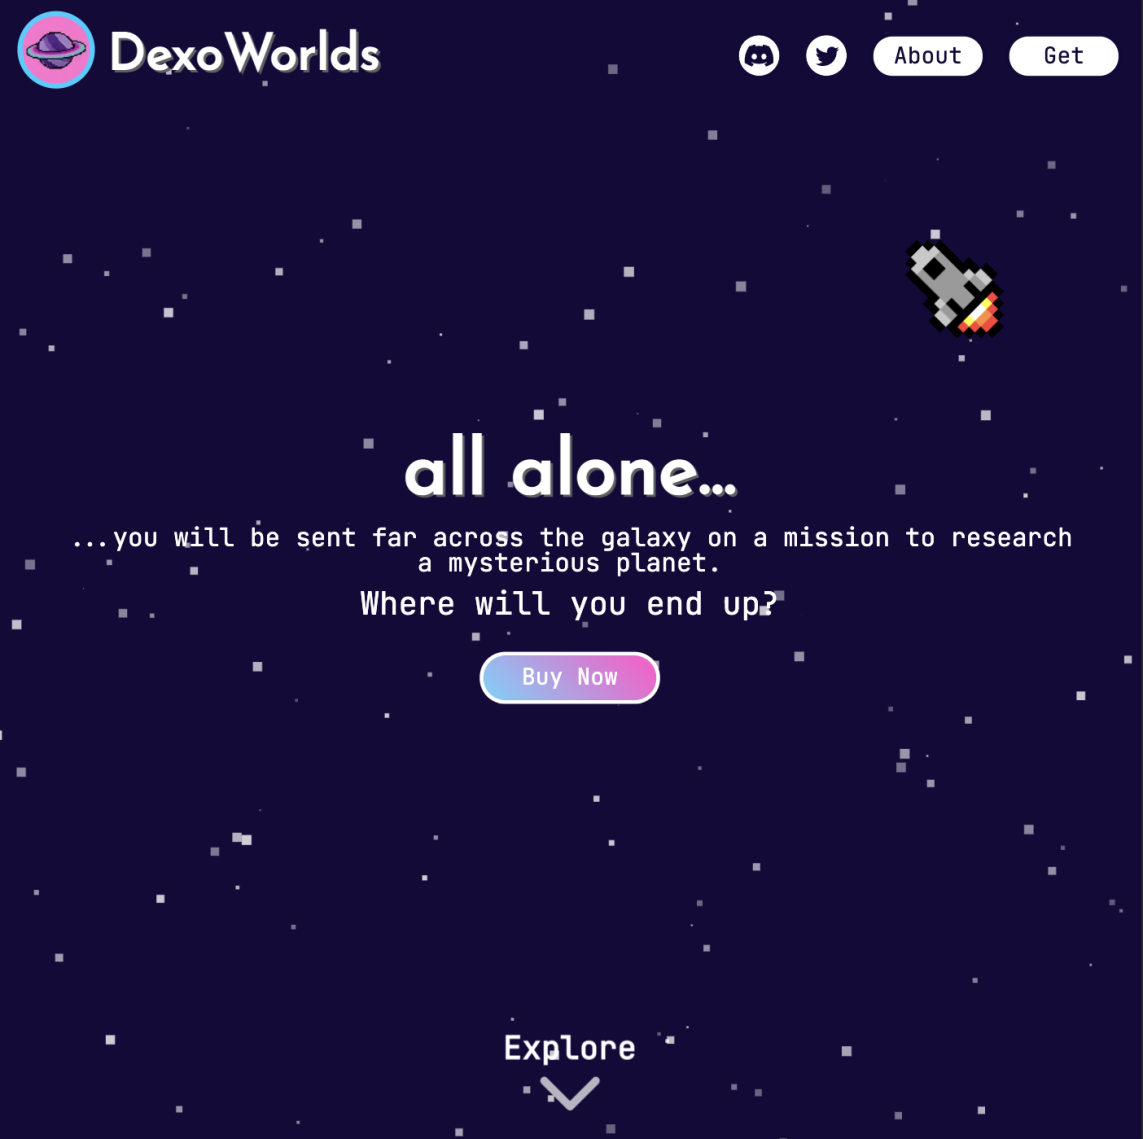 DexoWorlds
About
Get
all alone...
...you will be sent far across the galaxy on a mission to research
a mysterious planet.
Where will you end up?
Buy Now
Explore